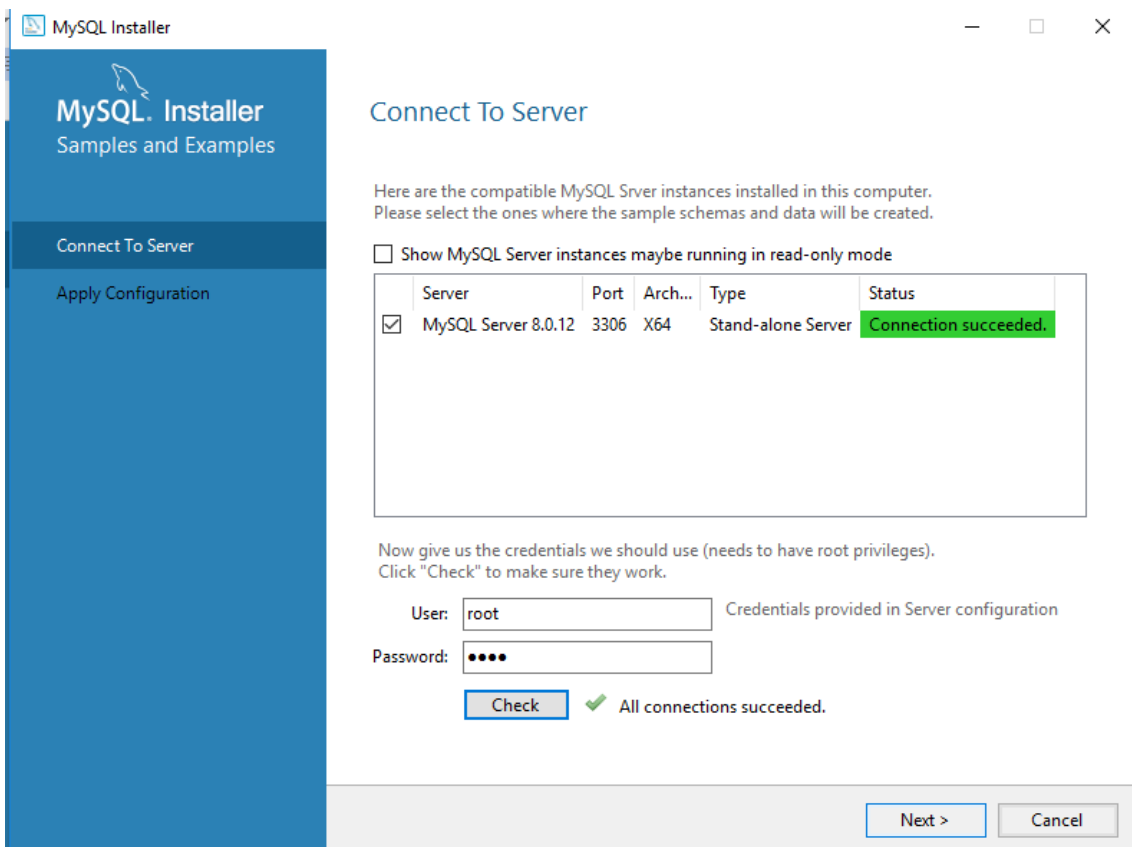 MySQL Installer
MySQL. Installer
Samples and Examples
Connect To Server
Apply Configuration
Connect To Server
Here are the compatible MySQL Srver instances installed in this computer.
Please select the ones where the sample schemas and data will be created.
Show MySQL Server instances maybe running in read-only mode
Server Port Arch... Type Status
MySQL Server 8.0.12 3306 X64 Stand-alone Server Connection succeeded.
Now give us the credentials we should use (needs to have root privileges).
Click "Check" to make sure they work.
User: root Credentials provided in Server configuration
Password: ●●●●
Check All connections succeeded.
Next > Cancel